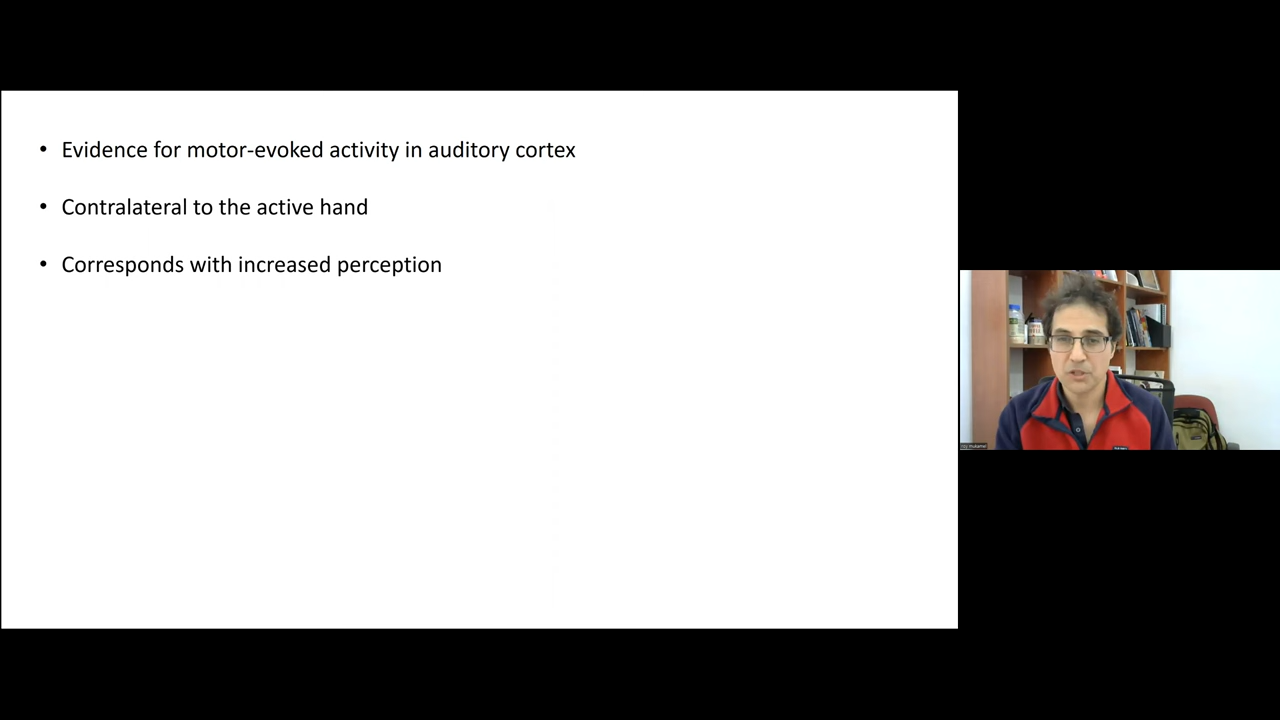 • Evidence for motor-evoked activity in auditory cortex
• Contralateral to the active hand
• Corresponds with increased perception